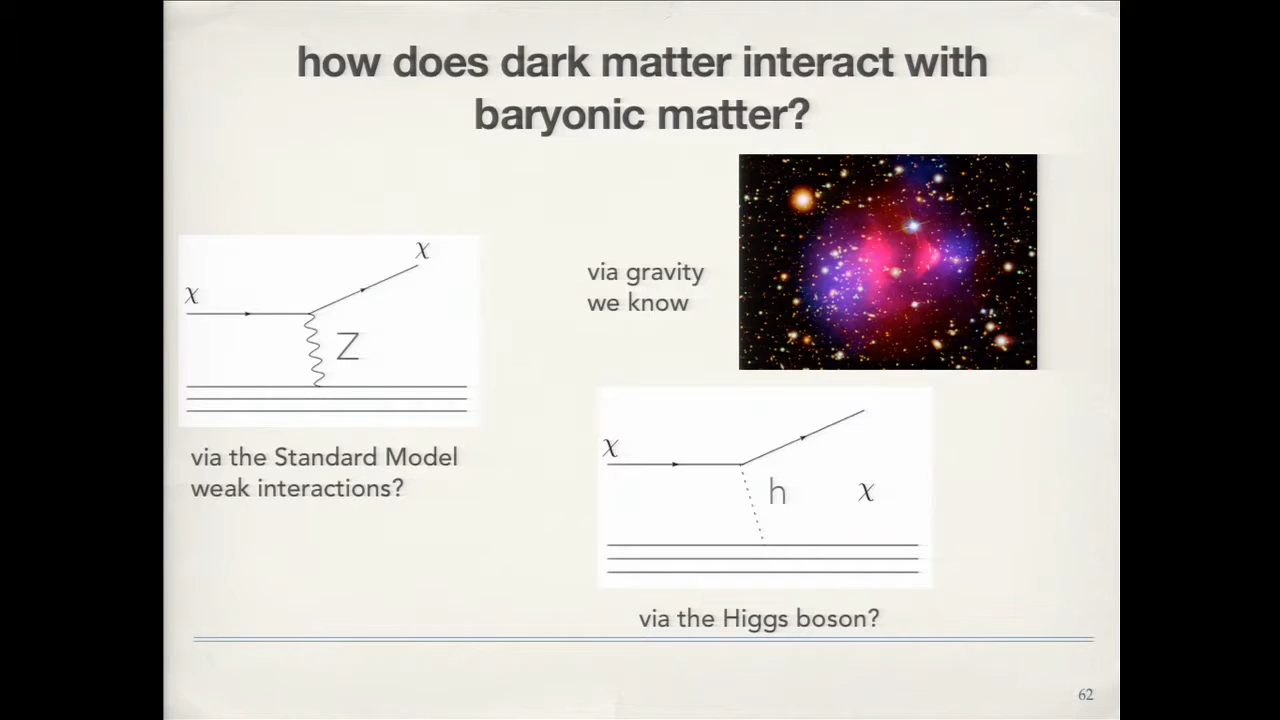 how does dark matter interact with
baryonic matter?
χ
χ
Z
via the Standard Model
weak interactions?
via gravity
we know
χ
h
χ
via the Higgs boson?
62